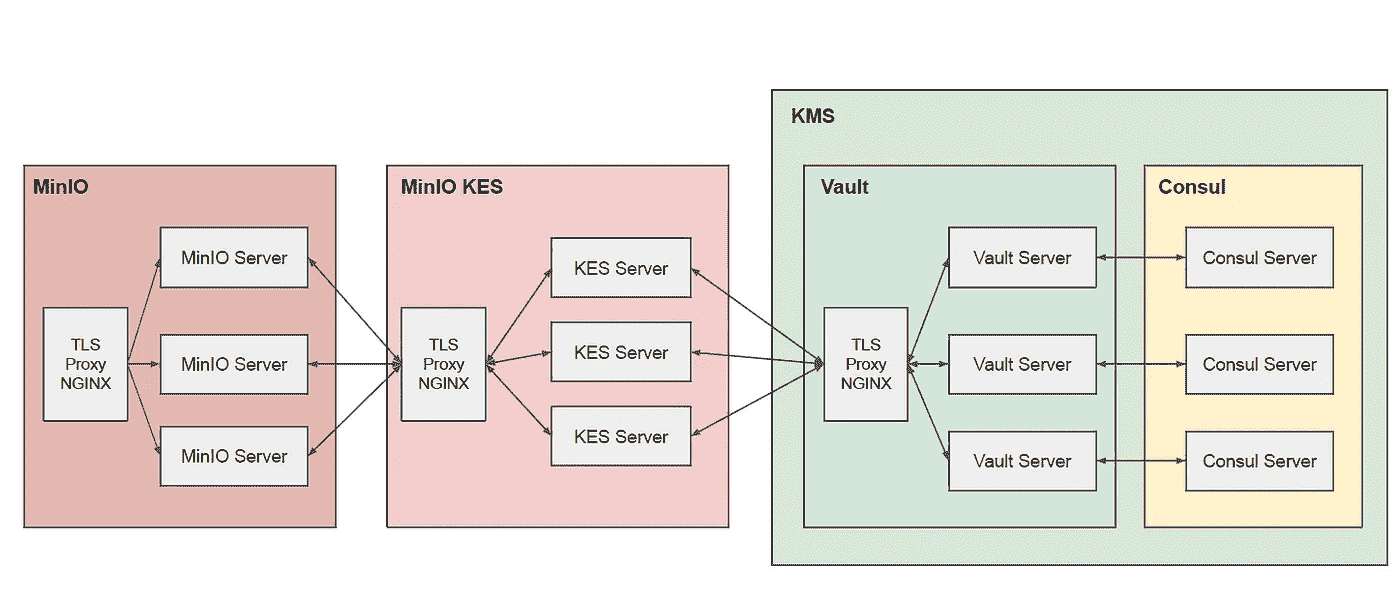 KMS
MinIO
MinIO KES
Vault
Consul
MinIO Server
KES Server
Vault Server
Consul Server
TLS
Proxy
NGINX
MinIO Server
TLS
Proxy
NGINX
KES Server
TLS
Proxy
NGINX
Vault Server
Consul Server
MinIO Server
KES Server
Vault Server
Consul Server